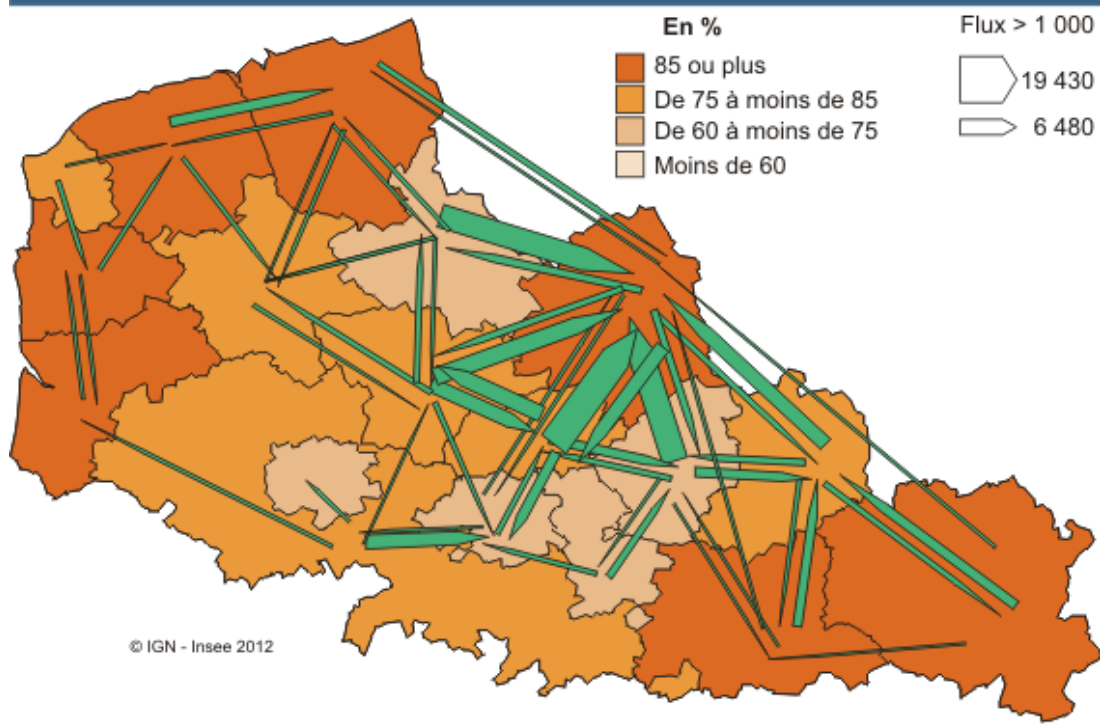 En %
85 ou plus
De 75 à moins de 85
De 60 à moins de 75
Moins de 60
Flux > 1 000
19 430
6 480
© IGN - Insee 2012